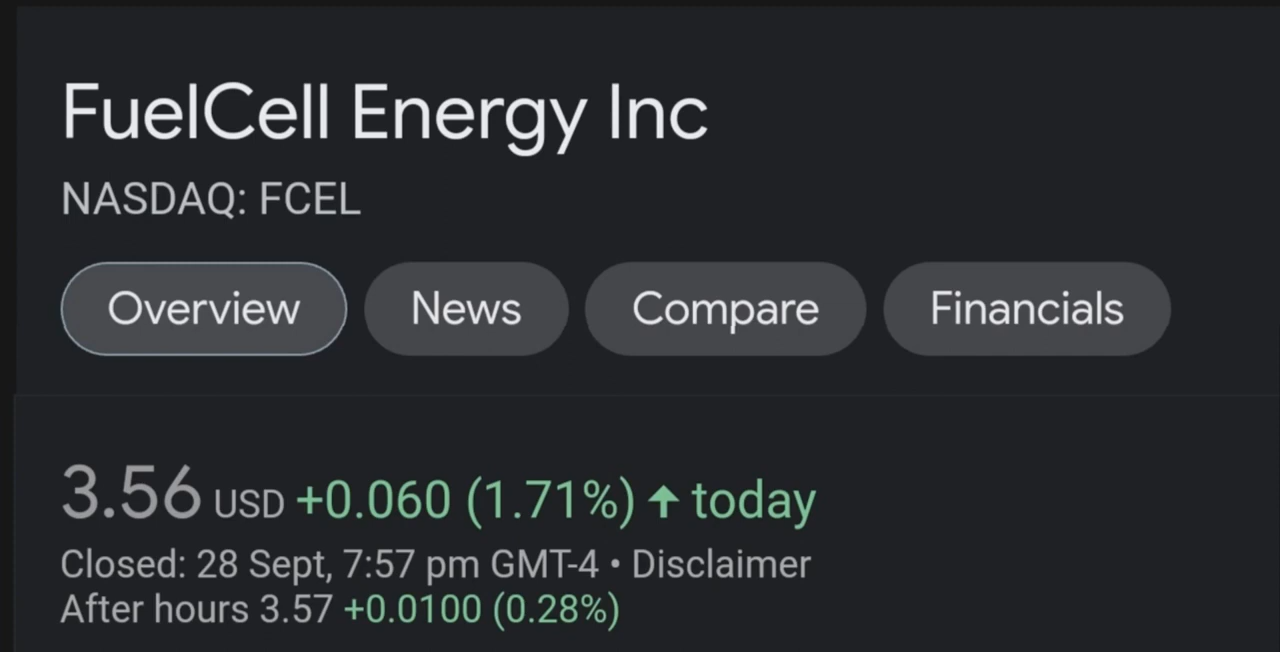 FuelCell Energy Inc
NASDAQ: FCEL
Overview News Compare Financials
3.56 USD +0.060 (1.71%) ↑ today
Closed: 28 Sept, 7:57 pm GMT-4 • Disclaimer
After hours 3.57 +0.0100 (0.28%)